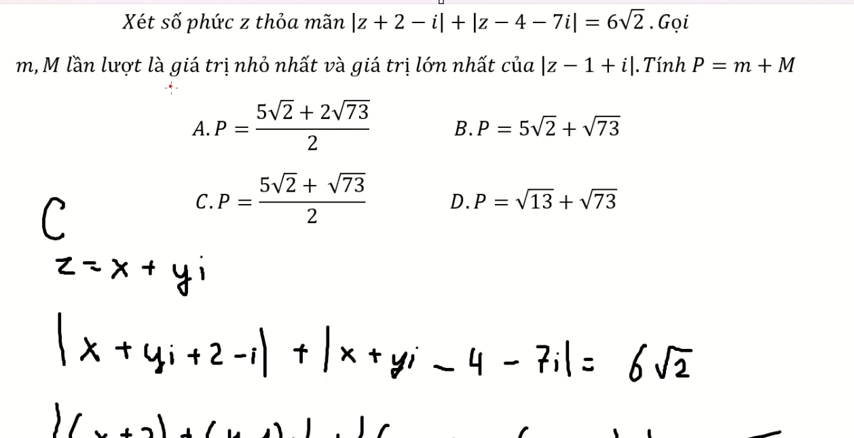 Xét số phức z thỏa mãn |z + 2 − i| + |z − 4 − 7i| = 6√2 . Gọi
m, M lần lượt là giá trị nhỏ nhất và giá trị lớn nhất của |z − 1 + i|. Tính P = m + M
A. P = (5√2 + 2√73)/2 B. P = 5√2 + √73
C. P = (5√2 + √73)/2 D. P = √13 + √73
C
z = x + yi
|x + yi + 2 - i| + |x + yi - 4 - 7i| = 6√2